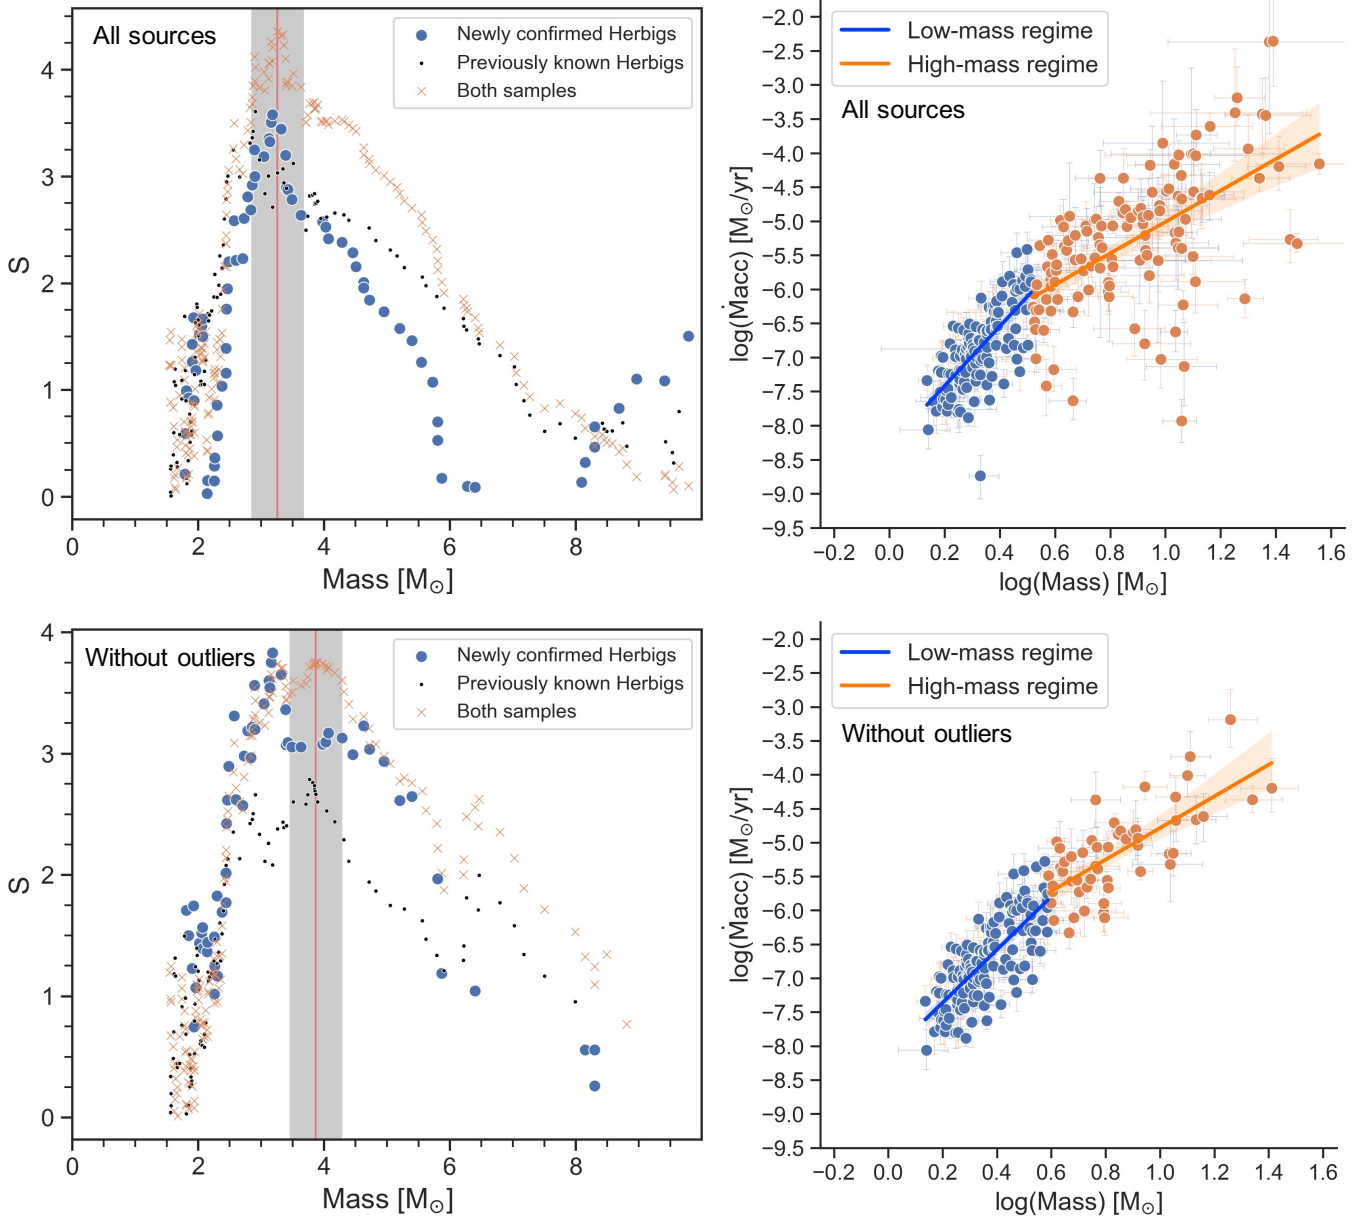 All sources
Newly confirmed Herbigs
Previously known Herbigs
Both samples
4
3
2
1
0
S
0 2 4 6 8
Mass [M⊙]
Low-mass regime
High-mass regime
All sources
−2.0
−2.5
−3.0
−3.5
−4.0
−4.5
−5.0
−5.5
−6.0
−6.5
−7.0
−7.5
−8.0
−8.5
−9.0
−9.5
log(Ṁacc) [M⊙/yr]
−0.2 0.0 0.2 0.4 0.6 0.8 1.0 1.2 1.4 1.6
log(Mass) [M⊙]
Without outliers
Newly confirmed Herbigs
Previously known Herbigs
Both samples
4
3
2
1
0
S
0 2 4 6 8
Mass [M⊙]
Low-mass regime
High-mass regime
Without outliers
−2.0
−2.5
−3.0
−3.5
−4.0
−4.5
−5.0
−5.5
−6.0
−6.5
−7.0
−7.5
−8.0
−8.5
−9.0
−9.5
log(Ṁacc) [M⊙/yr]
−0.2 0.0 0.2 0.4 0.6 0.8 1.0 1.2 1.4 1.6
log(Mass) [M⊙]